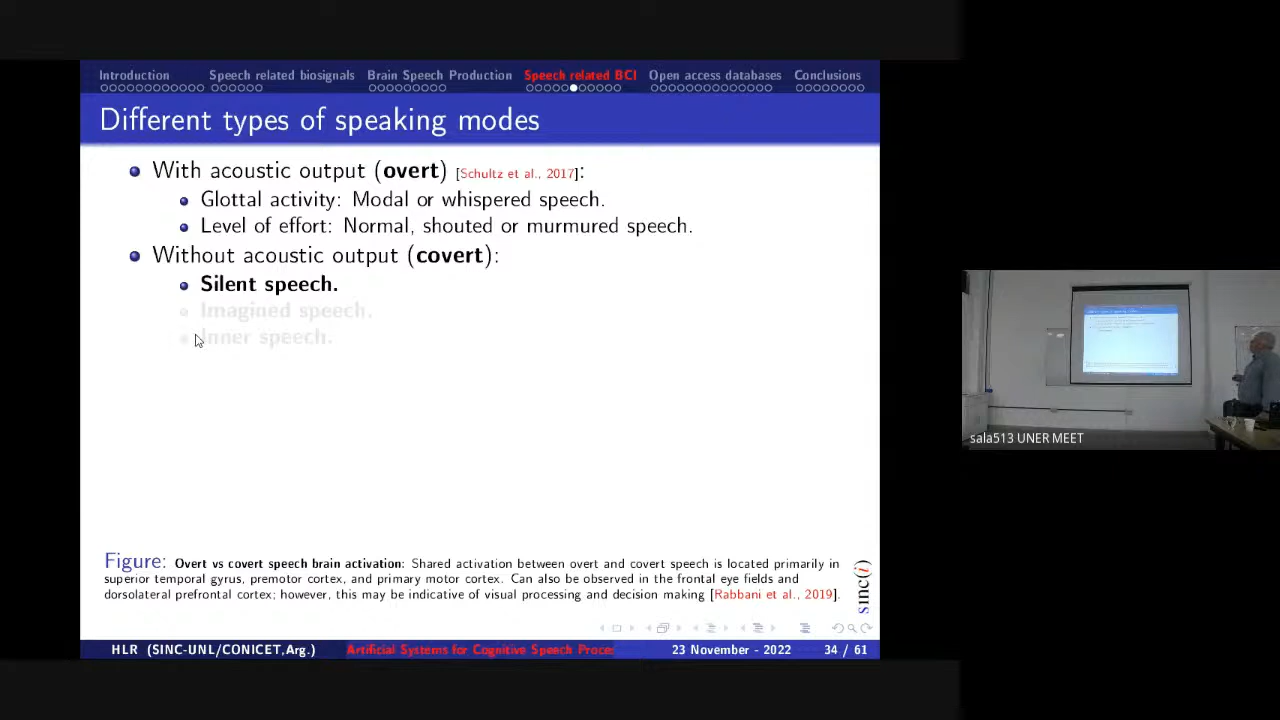 Introduction Speech related biosignals Brain Speech Production Speech related BCI Open access databases Conclusions
Different types of speaking modes
With acoustic output (overt) [Schultz et al., 2017]:
Glottal activity: Modal or whispered speech.
Level of effort: Normal, shouted or murmured speech.
Without acoustic output (covert):
Silent speech.
Imagined speech.
Inner speech.
Figure: Overt vs covert speech brain activation: Shared activation between overt and covert speech is located primarily in
superior temporal gyrus, premotor cortex, and primary motor cortex. Can also be observed in the frontal eye fields and
dorsolateral prefrontal cortex; however, this may be indicative of visual processing and decision making [Rabbani et al., 2019].
sinc(i)
HLR (SINC-UNL/CONICET,Arg.) Artificial Systems for Cognitive Speech Proce 23 November - 2022 34 / 61
sala513 UNER MEET